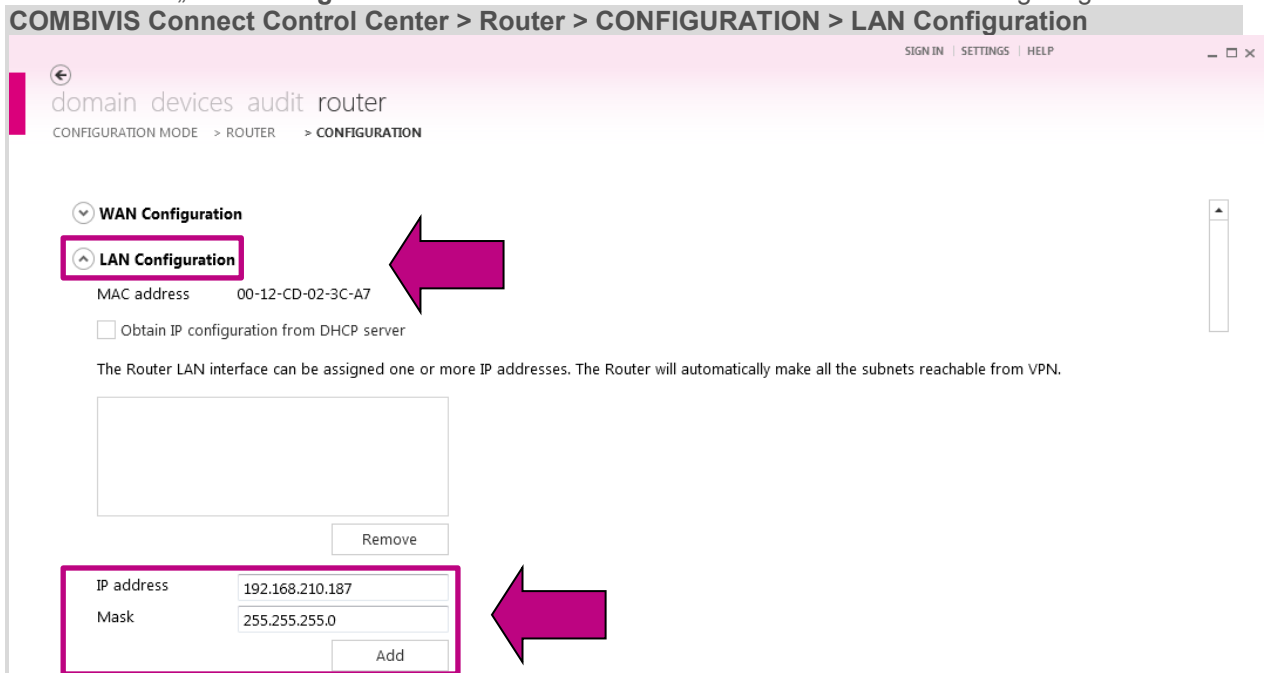 COMBIVIS Connect Control Center > Router > CONFIGURATION > LAN Configuration
SIGN IN | SETTINGS | HELP
domain devices audit router
CONFIGURATION MODE > ROUTER > CONFIGURATION
WAN Configuration
LAN Configuration
MAC address 00-12-CD-02-3C-A7
Obtain IP configuration from DHCP server
The Router LAN interface can be assigned one or more IP addresses. The Router will automatically make all the subnets reachable from VPN.
Remove
IP address 192.168.210.187
Mask 255.255.255.0
Add